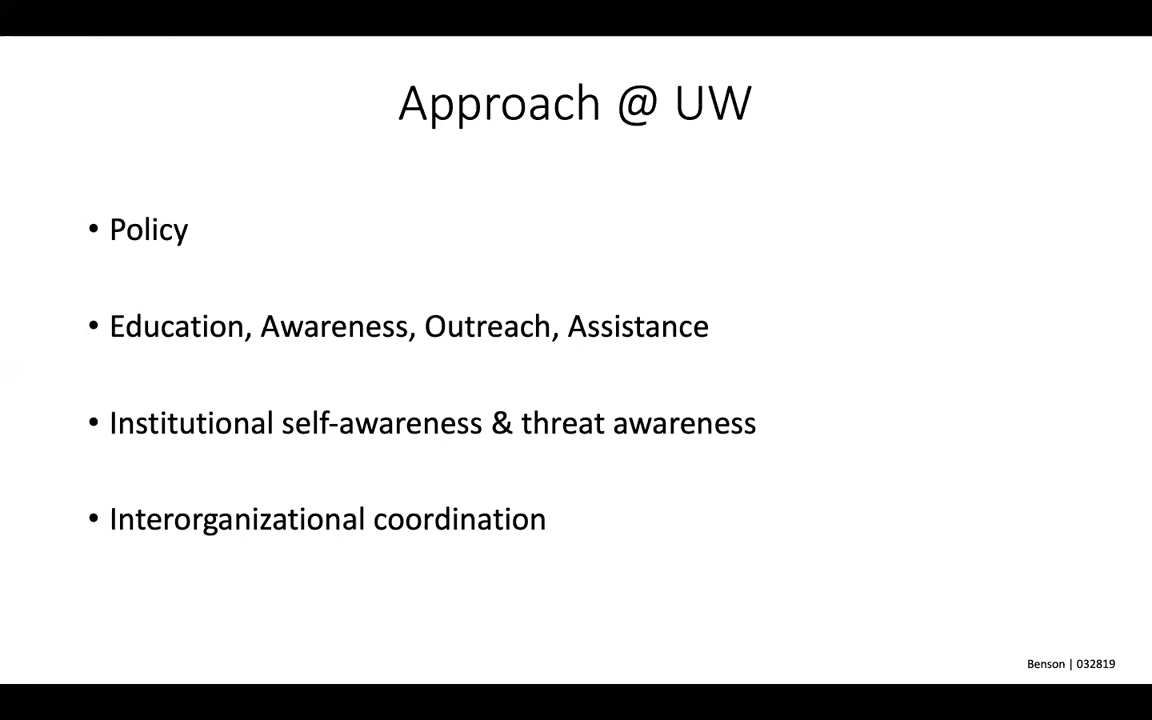 Approach @ UW
• Policy
• Education, Awareness, Outreach, Assistance
• Institutional self-awareness & threat awareness
• Interorganizational coordination
Benson | 032819